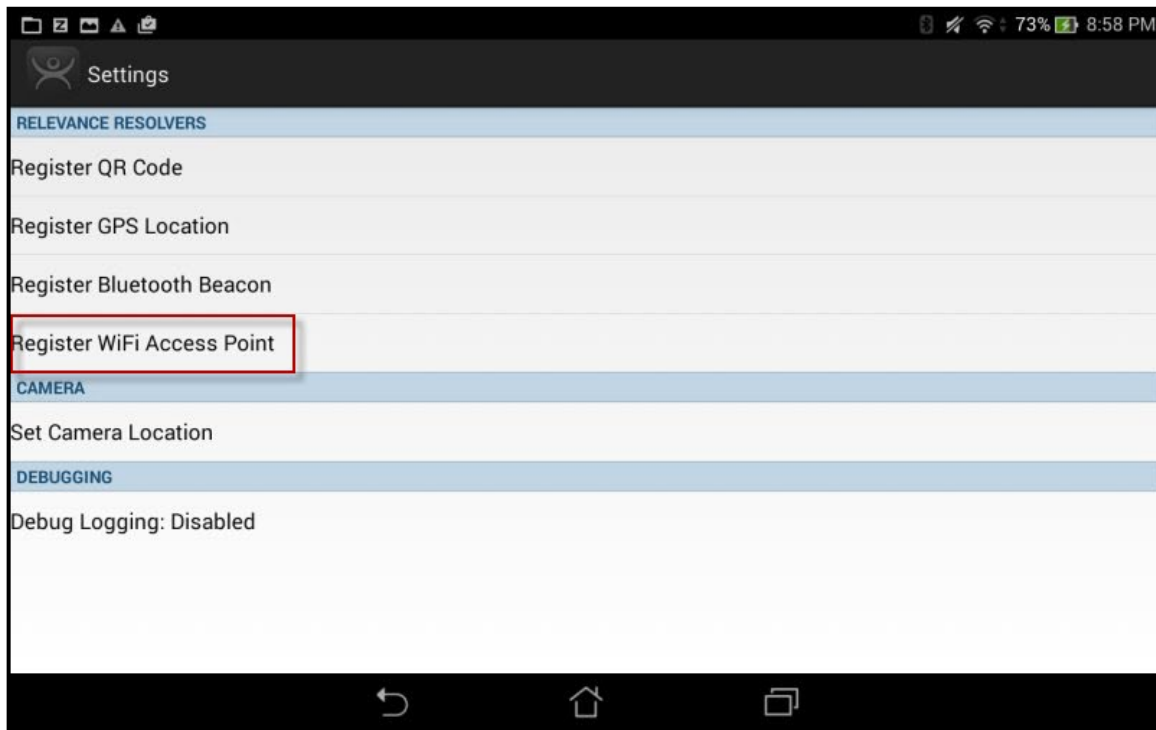 73% 8:58 PM
Settings
RELEVANCE RESOLVERS
Register QR Code
Register GPS Location
Register Bluetooth Beacon
Register WiFi Access Point
CAMERA
Set Camera Location
DEBUGGING
Debug Logging: Disabled